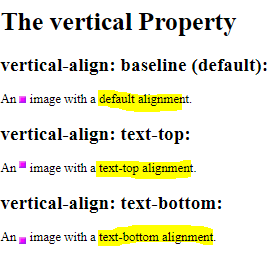 The vertical Property
vertical-align: baseline (default):
An image with a default alignment.
vertical-align: text-top:
An image with a text-top alignment.
vertical-align: text-bottom:
An image with a text-bottom alignment.